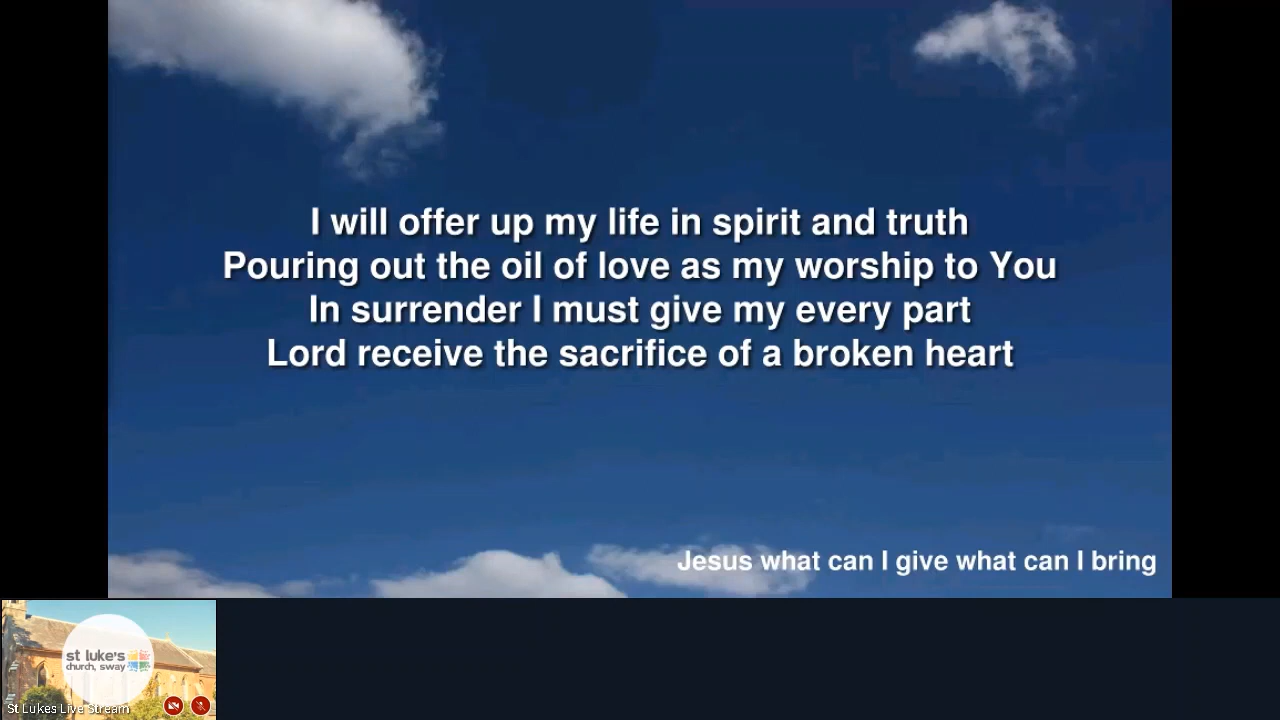 I will offer up my life in spirit and truth
Pouring out the oil of love as my worship to You
In surrender I must give my every part
Lord receive the sacrifice of a broken heart
Jesus what can I give what can I bring
st luke's
church, sway
St Lukes Live Stream